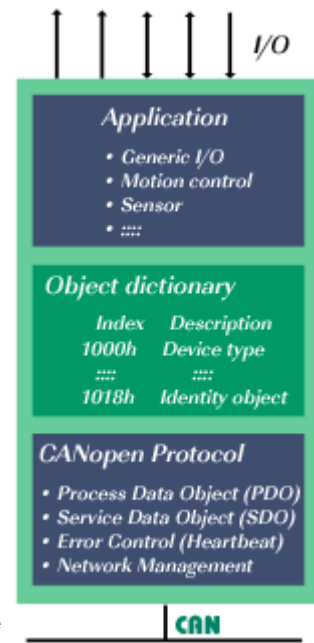 I/O
Application
• Generic I/O
• Motion control
• Sensor
• ::::
Object dictionary
Index Description
1000h Device type
:::: ::::
1018h Identity object
CANopen Protocol
• Process Data Object (PDO)
• Service Data Object (SDO)
• Error Control (Heartbeat)
• Network Management
CAN